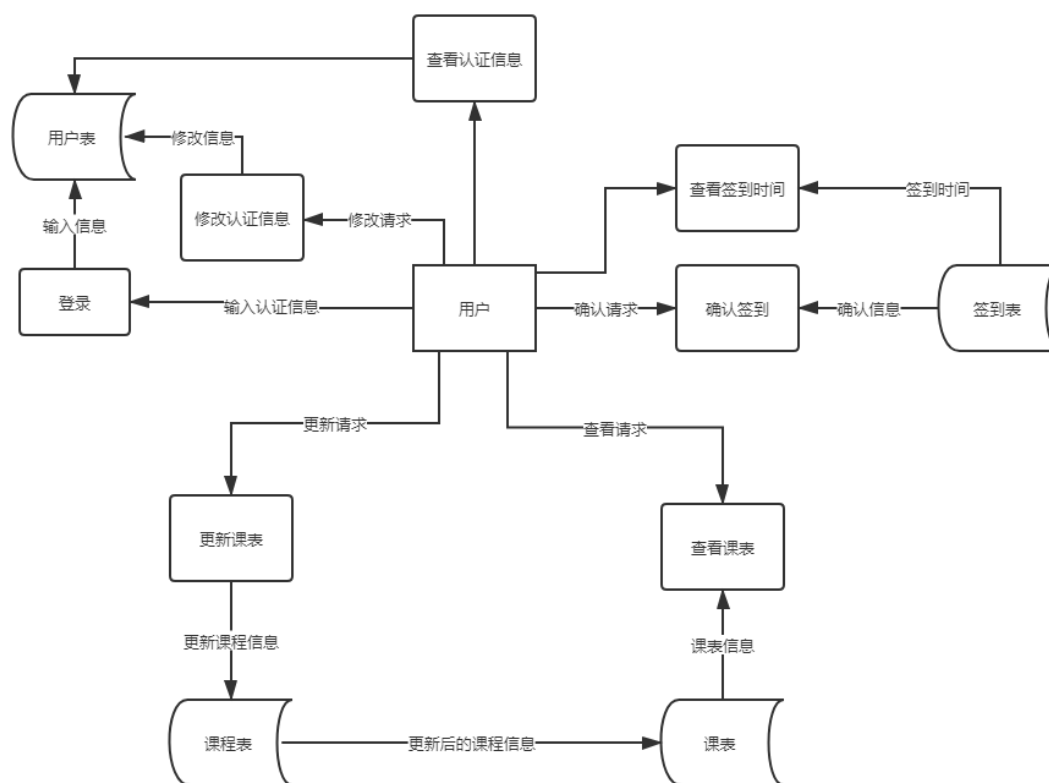 查看认证信息
用户表
修改信息
查看签到时间
签到时间
修改认证信息
修改请求
输入信息
登录
输入认证信息
用户
确认请求
确认签到
确认信息
签到表
更新请求
查看请求
更新课表
查看课表
更新课程信息
课表信息
课程表
更新后的课程信息
课表